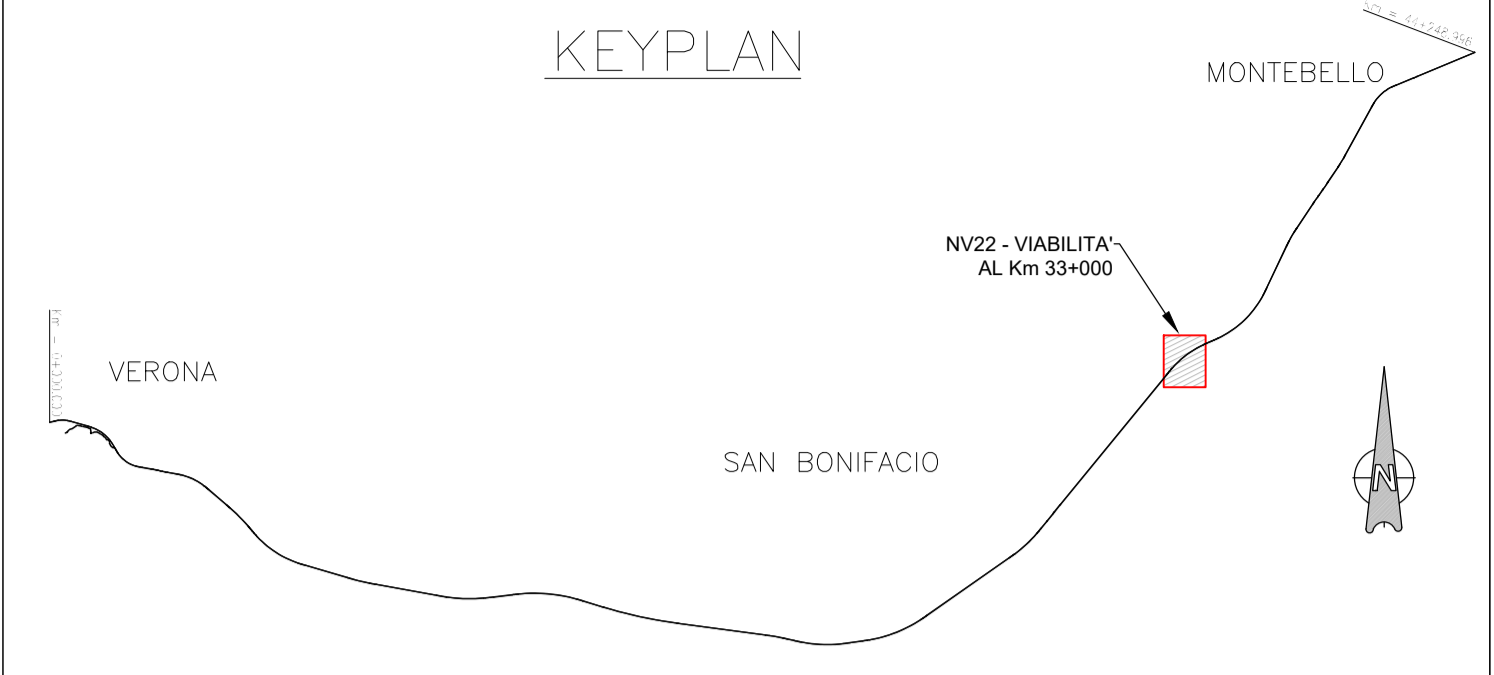 KEYPLAN
MONTEBELLO
NV22 - VIABILITA'
AL Km 33+000
VERONA
SAN BONIFACIO
N